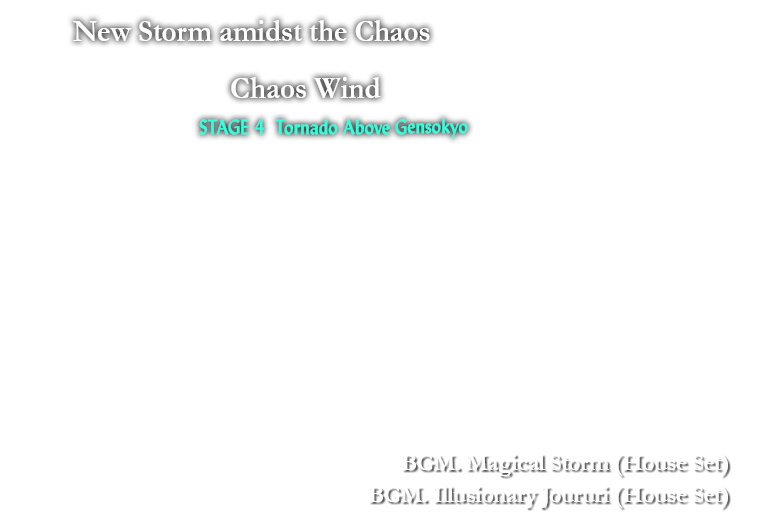 New Storm amidst the Chaos
Chaos Wind
STAGE 4 Tornado Above Gensokyo
BGM. Magical Storm (House Set)
BGM. Illusionary Joururi (House Set)